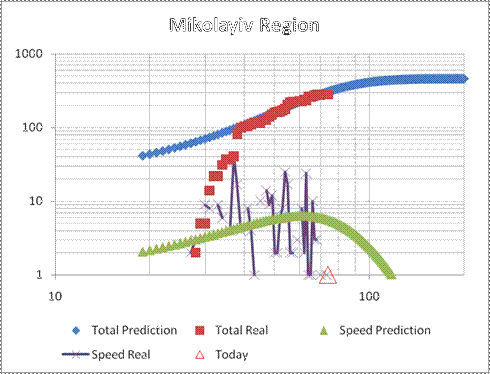 Mikolayiv Region
1000
100
10
1
10
100
Total Prediction
Total Real
Speed Prediction
Speed Real
Today